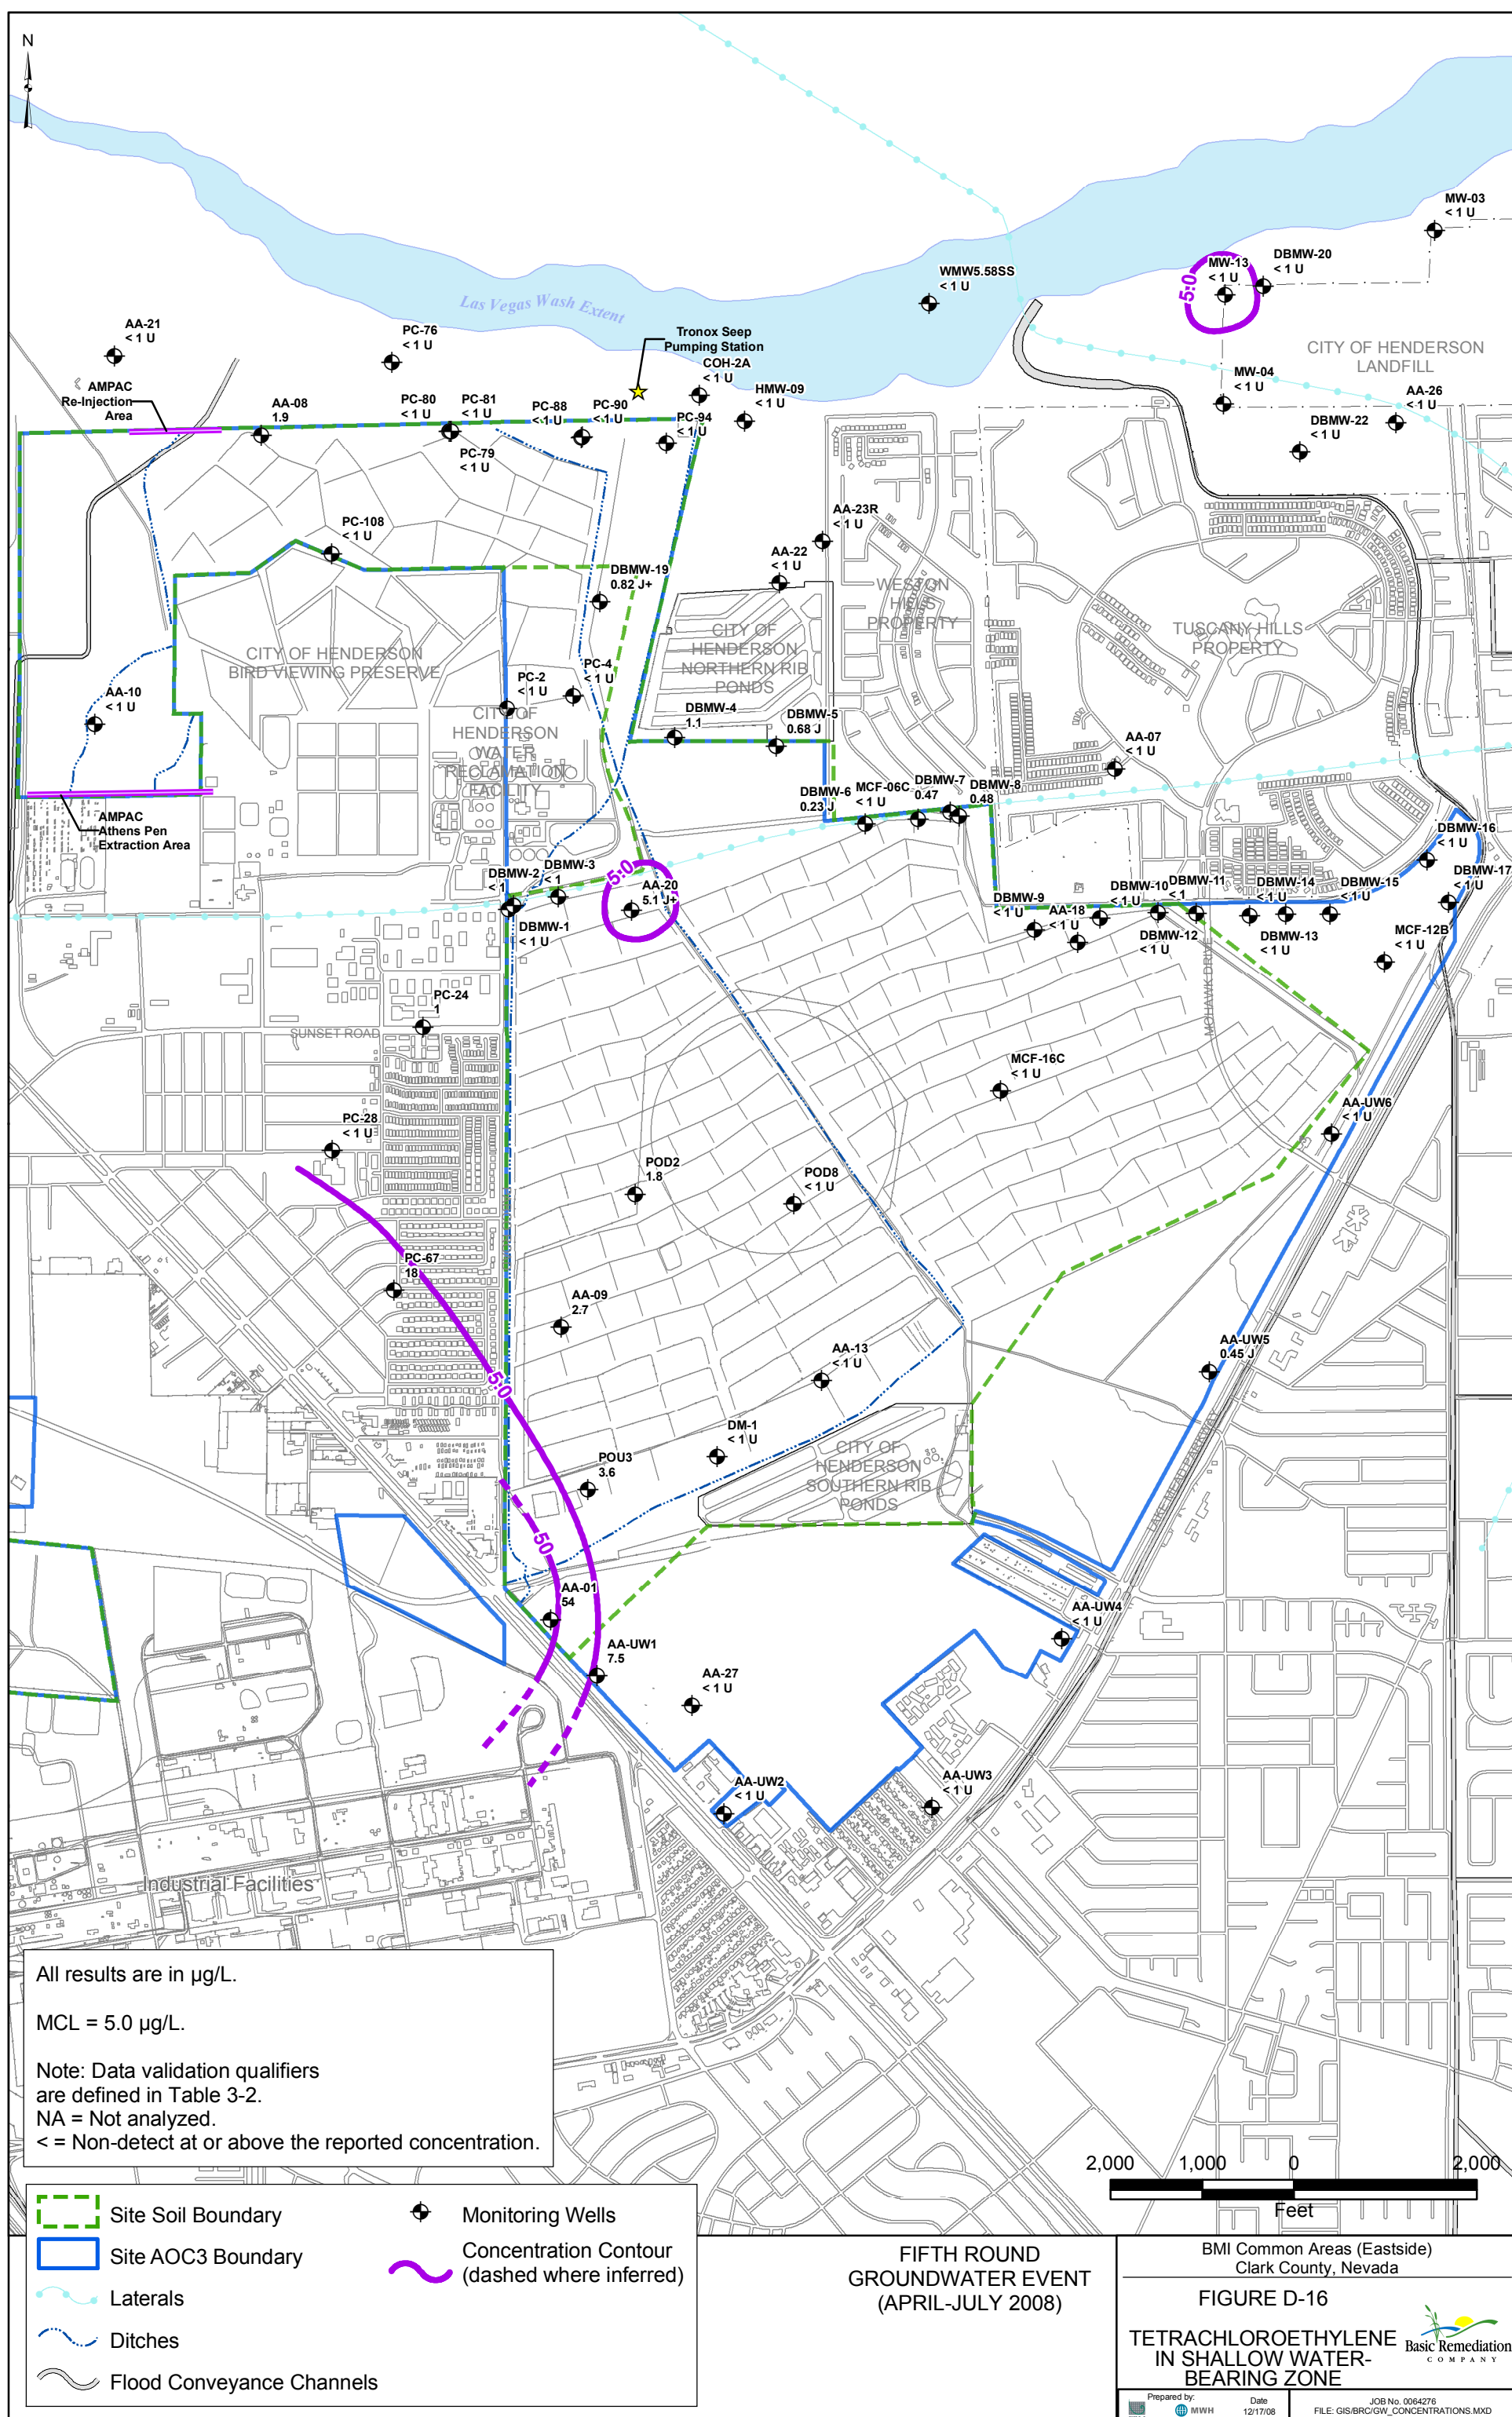 N
MW-03
< 1 U
MW-13
< 1 U
DBMW-20
< 1 U
5.0
WMW5.58SS
< 1 U
Las Vegas Wash Extent
AA-21
< 1 U
PC-76
< 1 U
Tronox Seep
Pumping Station
COH-2A
< 1 U
CITY OF HENDERSON
LANDFILL
MW-04
< 1 U
AMPAC
Re-Injection
Area
AA-08
1.9
PC-80
< 1 U
PC-81
< 1 U
PC-88
< 1 U
PC-90
< 1 U
HMW-09
< 1 U
PC-94
< 1 U
AA-26
< 1 U
DBMW-22
< 1 U
PC-79
< 1 U
PC-108
< 1 U
AA-23R
< 1 U
AA-22
< 1 U
DBMW-19
0.82 J+
WESTON
HILLS
PROPERTY
CITY OF
HENDERSON
NORTHERN RIB
PONDS
TUSCANY HILLS
PROPERTY
CITY OF HENDERSON
BIRD VIEWING PRESERVE
PC-4
< 1 U
PC-2
< 1 U
AA-10
< 1 U
CITY OF
HENDERSON
WATER
RECLAMATION
FACILITY
DBMW-4
1.1
DBMW-5
0.68 J
AA-07
< 1 U
DBMW-6
0.23 J
MCF-06C
< 1 U
DBMW-7
0.47
DBMW-8
0.48
AMPAC
Athens Pen
Extraction Area
DBMW-16
< 1 U
DBMW-2
< 1
DBMW-3
< 1
5.0
AA-20
5.1 J+
DBMW-1
< 1 U
DBMW-9
< 1 U
AA-18
< 1 U
DBMW-10
< 1 U
DBMW-11
< 1
DBMW-14
< 1 U
DBMW-15
< 1 U
DBMW-17
< 1 U
DBMW-12
< 1 U
DBMW-13
< 1 U
MCF-12B
< 1 U
MOHAWK DRIVE
PC-24
1
SUNSET ROAD
MCF-16C
< 1 U
AA-UW6
< 1 U
PC-28
< 1 U
POD2
1.8
POD8
< 1 U
PC-67
18
AA-09
2.7
AA-13
< 1 U
AA-UW5
0.45 J
5.0
DM-1
< 1 U
POU3
3.6
CITY OF
HENDERSON
SOUTHERN RIB
PONDS
LAKE MEAD PARKWAY
50
AA-01
54
AA-UW4
< 1 U
AA-UW1
7.5
AA-27
< 1 U
AA-UW2
< 1 U
AA-UW3
< 1 U
Industrial Facilities
All results are in µg/L.
MCL = 5.0 µg/L.
Note: Data validation qualifiers
are defined in Table 3-2.
NA = Not analyzed.
< = Non-detect at or above the reported concentration.
2,000 1,000 0 2,000
Feet
Site Soil Boundary
Site AOC3 Boundary
Laterals
Ditches
Flood Conveyance Channels
Monitoring Wells
Concentration Contour
(dashed where inferred)
FIFTH ROUND
GROUNDWATER EVENT
(APRIL-JULY 2008)
BMI Common Areas (Eastside)
Clark County, Nevada
FIGURE D-16
TETRACHLOROETHYLENE
IN SHALLOW WATER-
BEARING ZONE
Basic Remediation
COMPANY
Prepared by:
MWH
Date
12/17/08
JOB No. 0064276
FILE: GIS/BRC/GW_CONCENTRATIONS.MXD